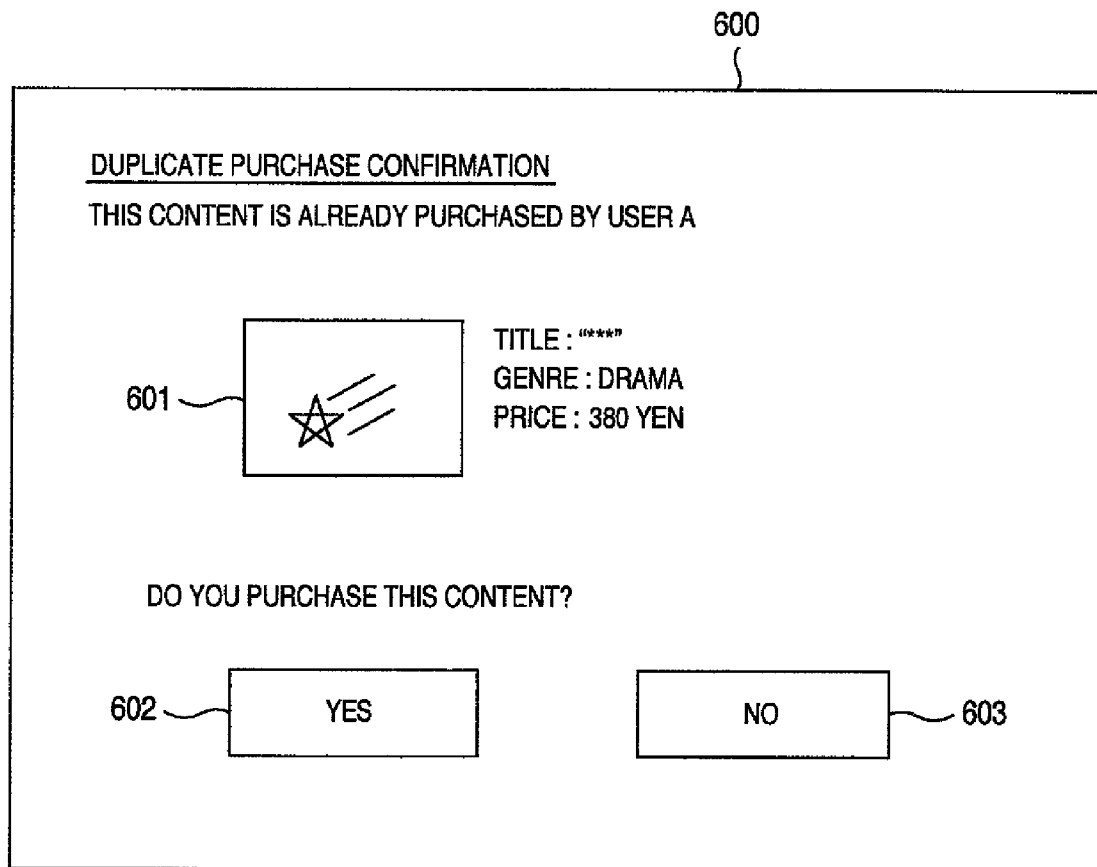 600
DUPLICATE PURCHASE CONFIRMATION
THIS CONTENT IS ALREADY PURCHASED BY USER A
601
TITLE : "***"
GENRE : DRAMA
PRICE : 380 YEN
DO YOU PURCHASE THIS CONTENT?
602
YES
NO
603